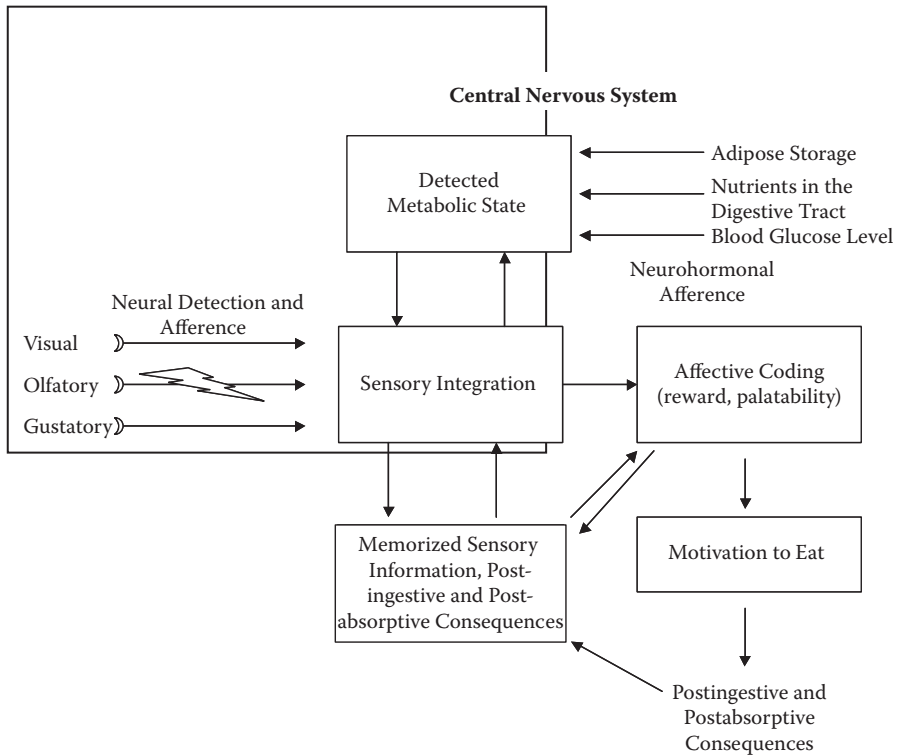 Central Nervous System
Detected
Metabolic State
Adipose Storage
Nutrients in the
Digestive Tract
Blood Glucose Level
Neurohormonal
Afference
Neural Detection and
Afference
Visual
Olfatory
Gustatory
Sensory Integration
Affective Coding
(reward, palatability)
Memorized Sensory
Information, Post-
ingestive and Post-
absorptive Consequences
Motivation to Eat
Postingestive and
Postabsorptive
Consequences